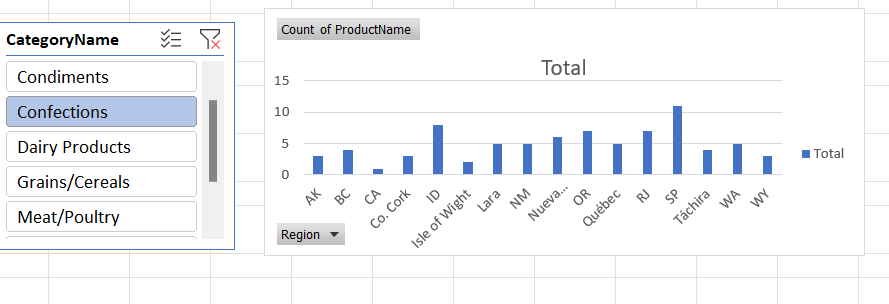 CategoryName
Condiments
Confections
Dairy Products
Grains/Cereals
Meat/Poultry
Count of ProductName
Total
15
10
5
0
AK
BC
CA
Co. Cork
ID
Isle of Wight
Lara
NM
Nueva...
OR
Québec
RJ
SP
Táchira
WA
WY
Total
Region